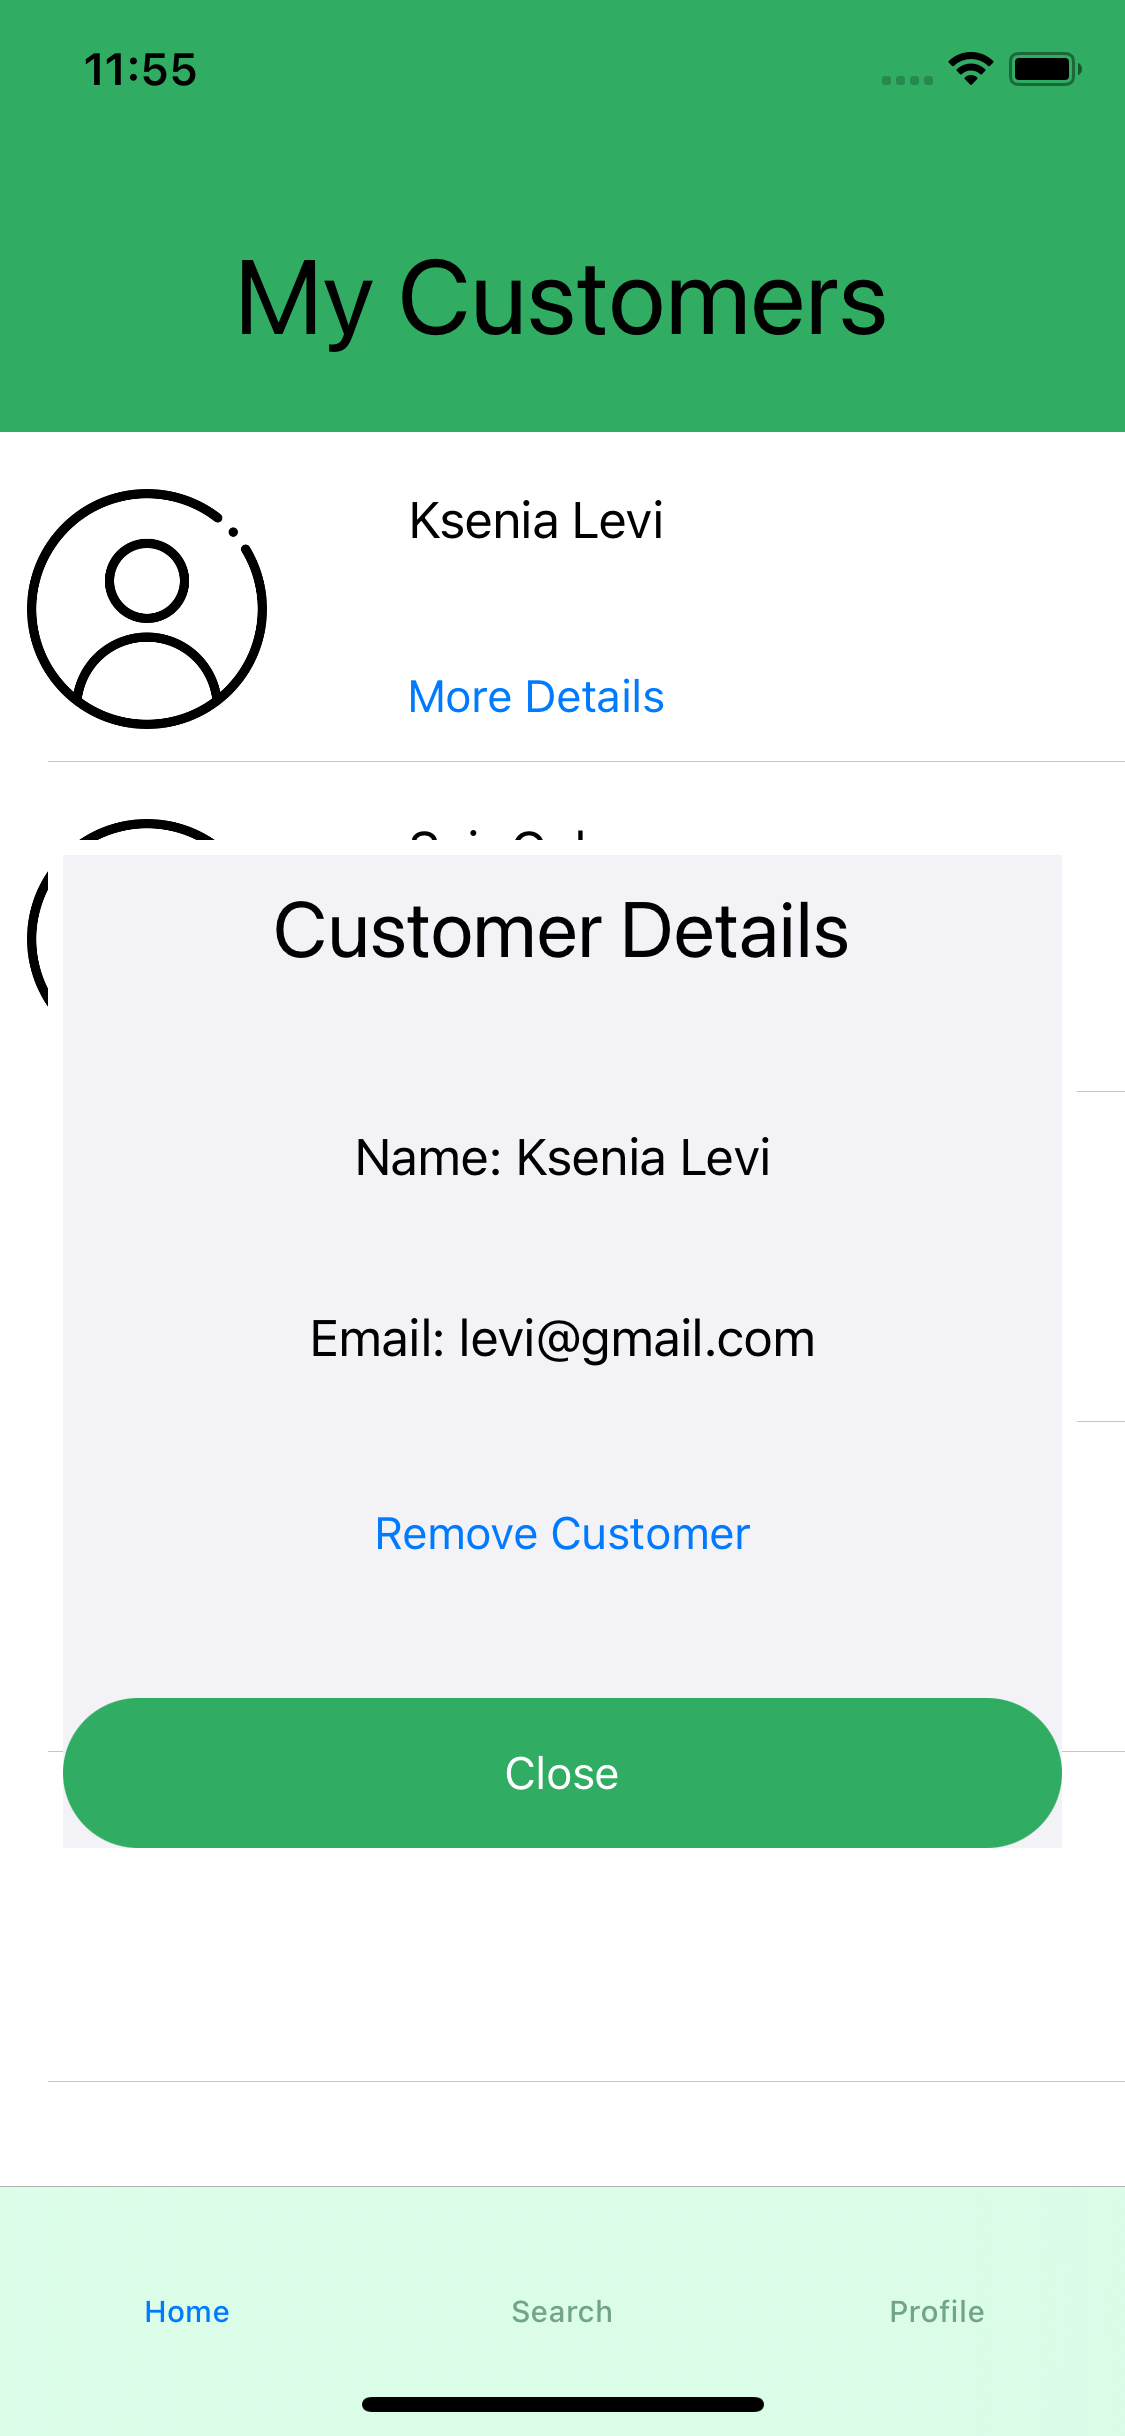 11:55
My Customers
Ksenia Levi
More Details
Customer Details
Name: Ksenia Levi
Email: levi@gmail.com
Remove Customer
Close
Home
Search
Profile